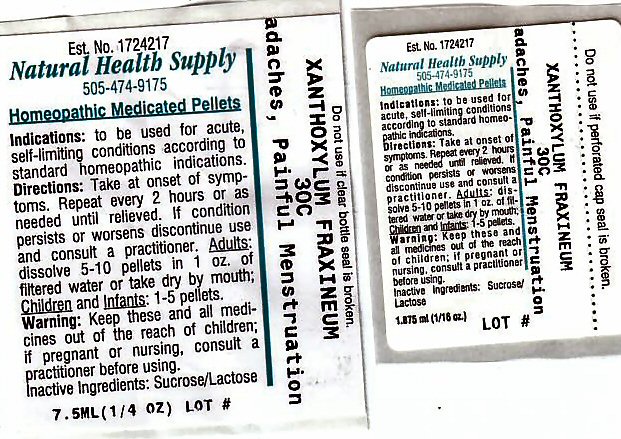 Est. No. 1724217
Natural Health Supply
505-474-9175
Homeopathic Medicated Pellets
Indications: to be used for acute,
self-limiting conditions according to
standard homeopathic indications.
Directions: Take at onset of symp-
toms. Repeat every 2 hours or as
needed until relieved. If condition
persists or worsens discontinue use
and consult a practitioner. Adults:
dissolve 5-10 pellets in 1 oz. of
filtered water or take dry by mouth;
Children and Infants: 1-5 pellets.
Warning: Keep these and all medi-
cines out of the reach of children;
if pregnant or nursing, consult a
practitioner before using.
Inactive Ingredients: Sucrose/Lactose
7.5ML(1/4 OZ) LOT #
Do not use if clear bottle seal is broken.
XANTHOXYLUM FRAXINEUM
30C
adaches, Painful Menstruation
Est. No. 1724217
Natural Health Supply
505-474-9175
Homeopathic Medicated Pellets
Indications: to be used for
acute, self-limiting conditions
according to standard homeo-
pathic indications.
Directions: Take at onset of
symptoms. Repeat every 2 hours
or as needed until relieved. If
condition persists or worsens
discontinue use and consult a
practitioner. Adults: dis-
solve 5-10 pellets in 1 oz. of fil-
tered water or take dry by mouth;
Children and Infants: 1-5 pellets.
Warning: Keep these and
all medicines out of the reach
of children; if pregnant or
nursing, consult a practitioner
before using.
Inactive Ingredients: Sucrose/
Lactose
1.875 ml (1/16 oz.) LOT #
Do not use if perforated cap seal is broken.
XANTHOXYLUM FRAXINEUM
30C
adaches, Painful Menstruation